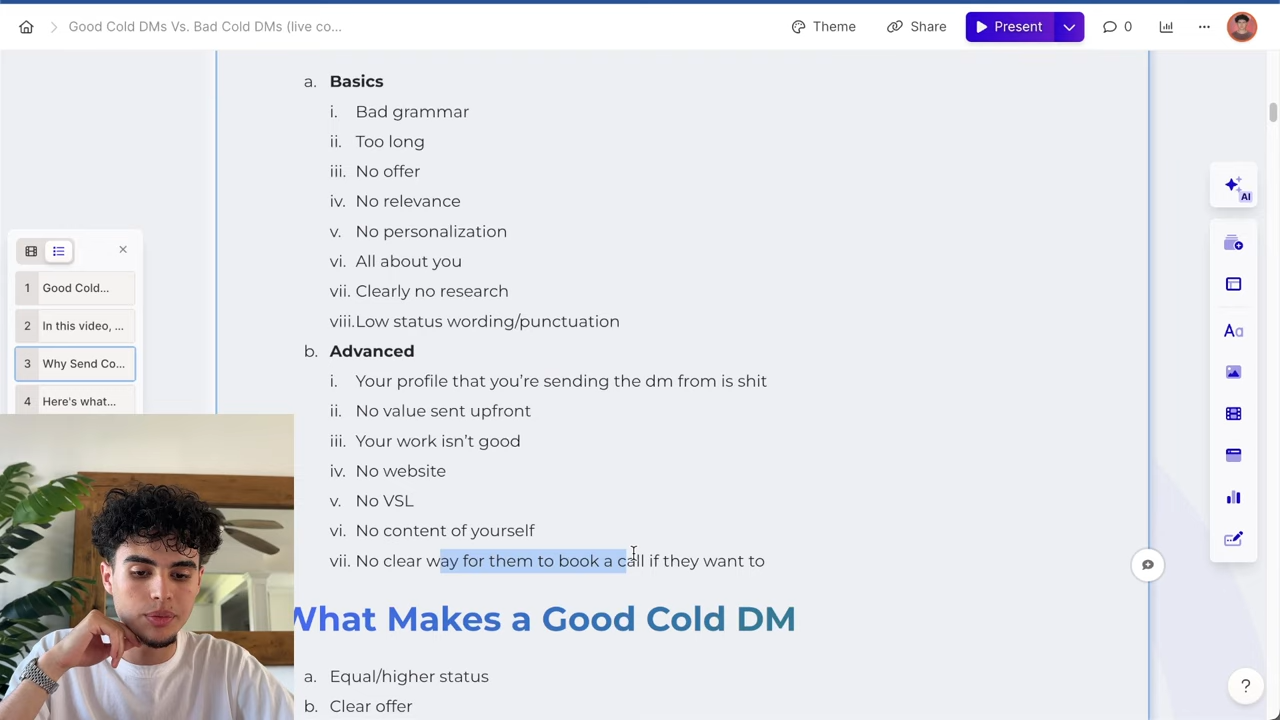 Good Cold DMs Vs. Bad Cold DMs (live co...
Theme
Share
Present
0
a. Basics
i. Bad grammar
ii. Too long
iii. No offer
iv. No relevance
v. No personalization
vi. All about you
vii. Clearly no research
viii. Low status wording/punctuation
b. Advanced
i. Your profile that you’re sending the dm from is shit
ii. No value sent upfront
iii. Your work isn’t good
iv. No website
v. No VSL
vi. No content of yourself
vii. No clear way for them to book a call if they want to
What Makes a Good Cold DM
a. Equal/higher status
b. Clear offer
1 Good Cold...
2 In this video, ...
3 Why Send Co...
4 Here's what...
AI
Aa
?